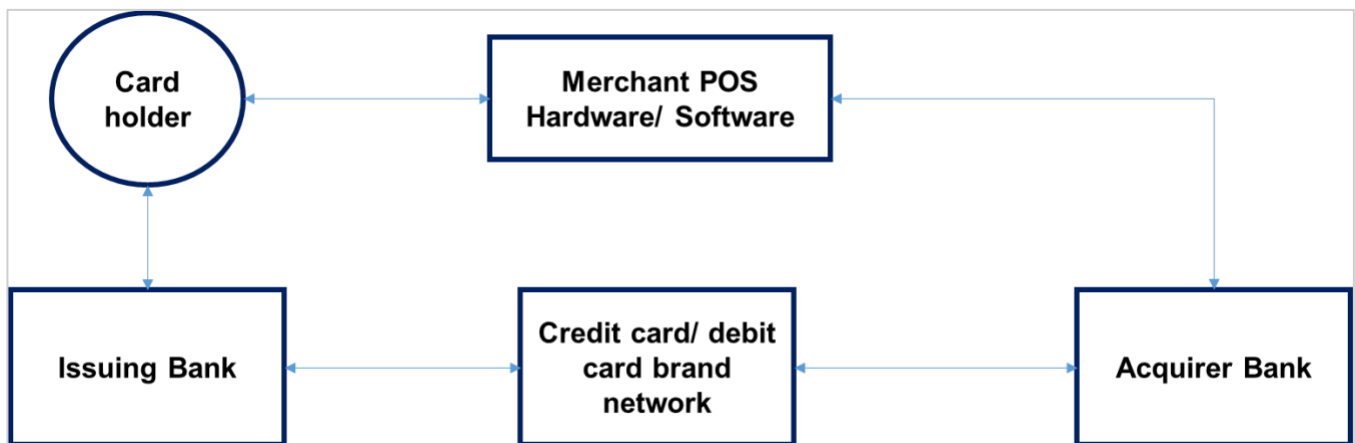 Card
holder
Merchant POS
Hardware/ Software
Issuing Bank
Credit card/ debit
card brand
network
Acquirer Bank